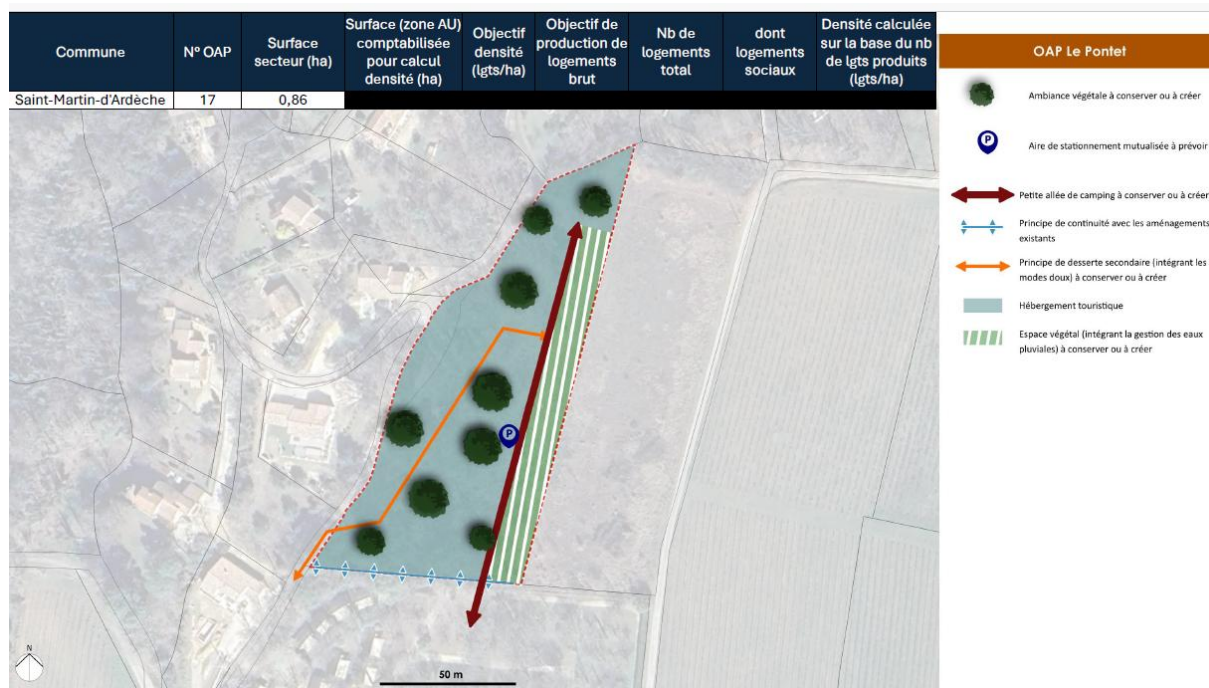 Commune
N° OAP
Surface
secteur (ha)
Surface (zone AU)
comptabilisée
pour calcul
densité (ha)
Objectif
densité
(lgts/ha)
Objectif de
production de
logements
brut
Nb de
logements
total
dont
logements
sociaux
Densité calculée
sur la base du nb
de lgts produits
(lgts/ha)
Saint-Martin-d'Ardèche
17
0,86
OAP Le Pontet
Ambiance végétale à conserver ou à créer
P
Aire de stationnement mutualisée à prévoir
Petite allée de camping à conserver ou à créer
Principe de continuité avec les aménagements
existants
Principe de desserte secondaire (intégrant les
modes doux) à conserver ou à créer
Hébergement touristique
Espace végétal (intégrant la gestion des eaux
pluviales) à conserver ou à créer
P
N
50 m